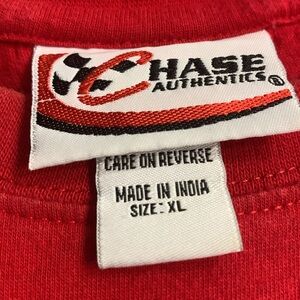 CHASE
AUTHENTICS®
CARE ON REVERSE
MADE IN INDIA
SIZE: XL